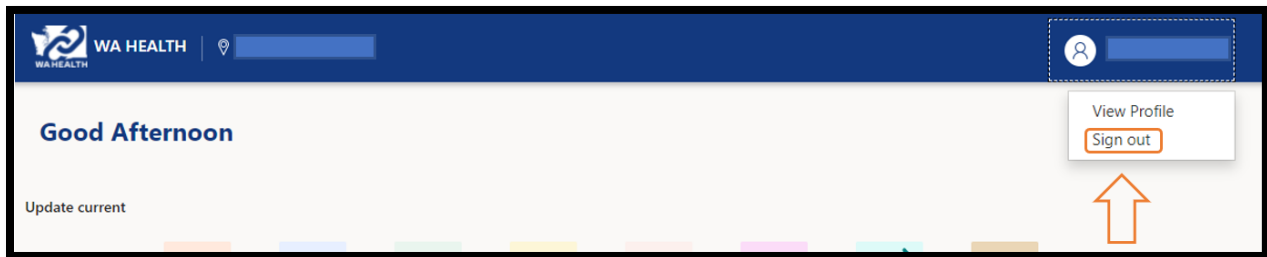 WA HEALTH
WA HEALTH
View Profile
Good Afternoon
Sign out
Update current